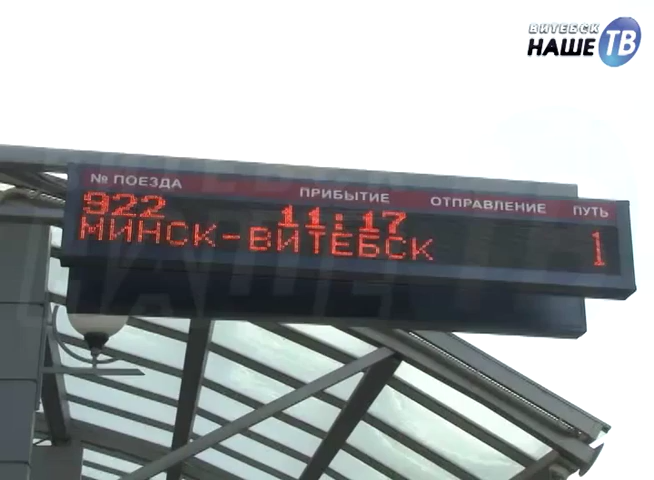 ВИТЕБСК
НАШЕ ТВ
№ ПОЕЗДА ПРИБЫТИЕ ОТПРАВЛЕНИЕ ПУТЬ
922 11:17
МИНСК-ВИТЕБСК 1